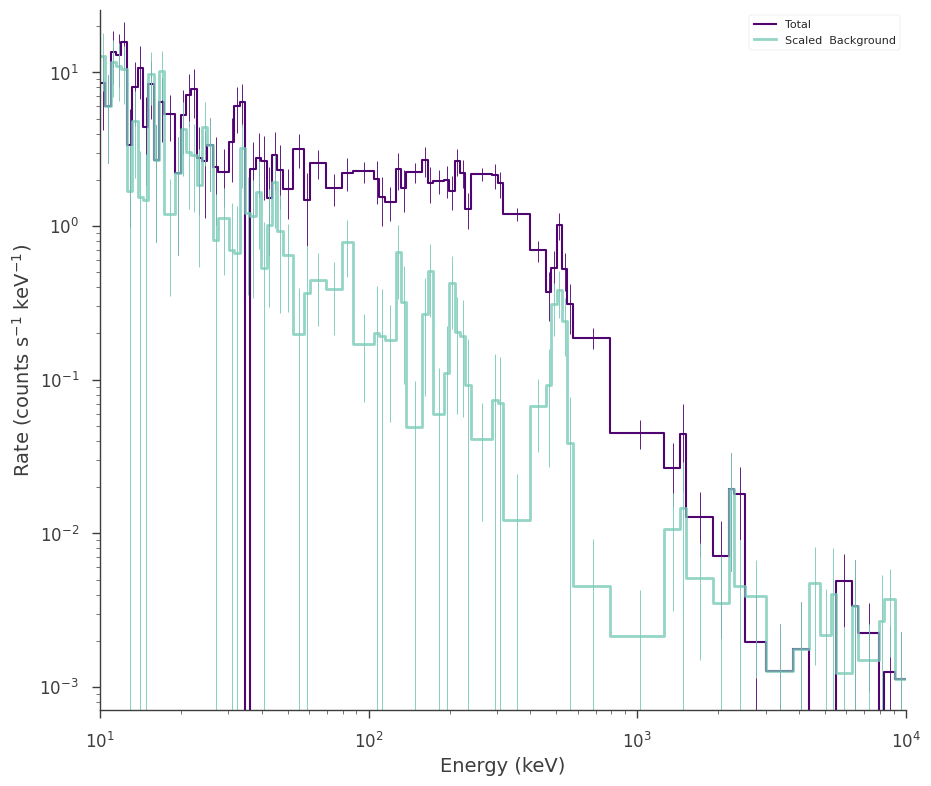 Total
Scaled  Background
Rate (counts s⁻¹ keV⁻¹)
10¹
10⁰
10⁻¹
10⁻²
10⁻³
10¹ 10² 10³ 10⁴
Energy (keV)